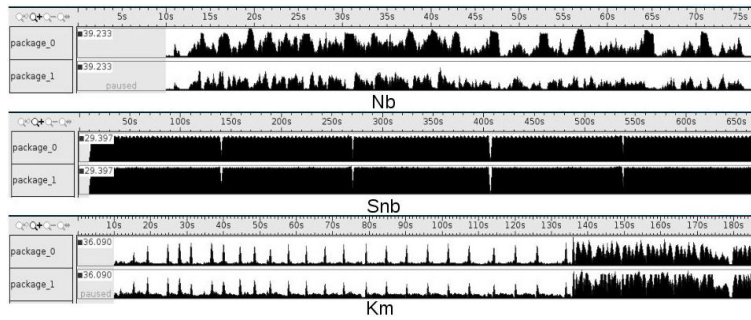 5s 10s 15s 20s 25s 30s 35s 40s 45s 50s 55s 60s 65s 70s 75s
package_0 39.233
package_1 39.233
paused
Nb
50s 100s 150s 200s 250s 300s 350s 400s 450s 500s 550s 600s 650s
package_0 29.397
package_1 29.397
Snb
10s 20s 30s 40s 50s 60s 70s 80s 90s 100s 110s 120s 130s 140s 150s 160s 170s 180s
package_0 36.090
package_1 36.090
paused
Km